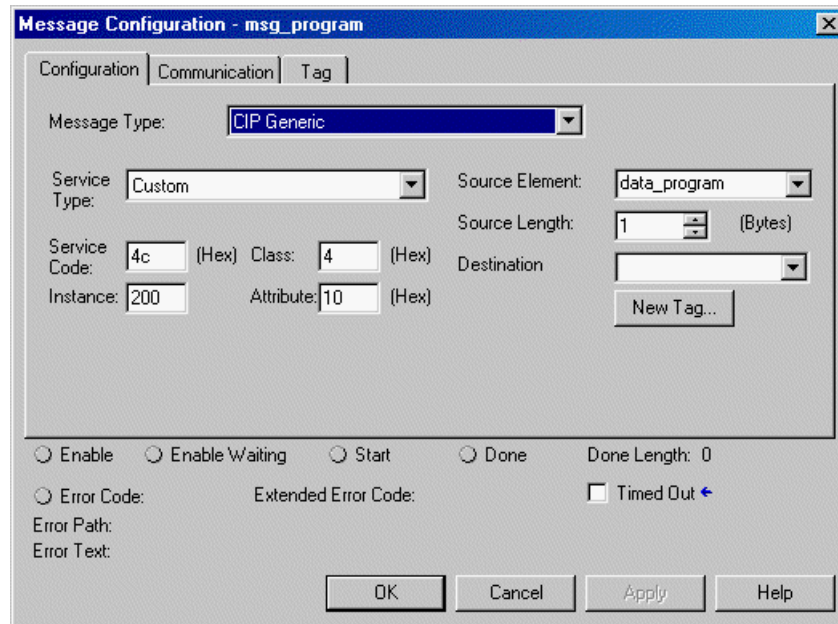 Message Configuration - msg_program
Configuration Communication Tag
Message Type: CIP Generic
Service Type: Custom
Source Element: data_program
Source Length: 1 (Bytes)
Service Code: 4c (Hex) Class: 4 (Hex)
Destination
Instance: 200 Attribute: 10 (Hex)
New Tag...
Enable Enable Waiting Start Done Done Length: 0
Error Code: Extended Error Code: Timed Out
Error Path:
Error Text:
OK Cancel Apply Help